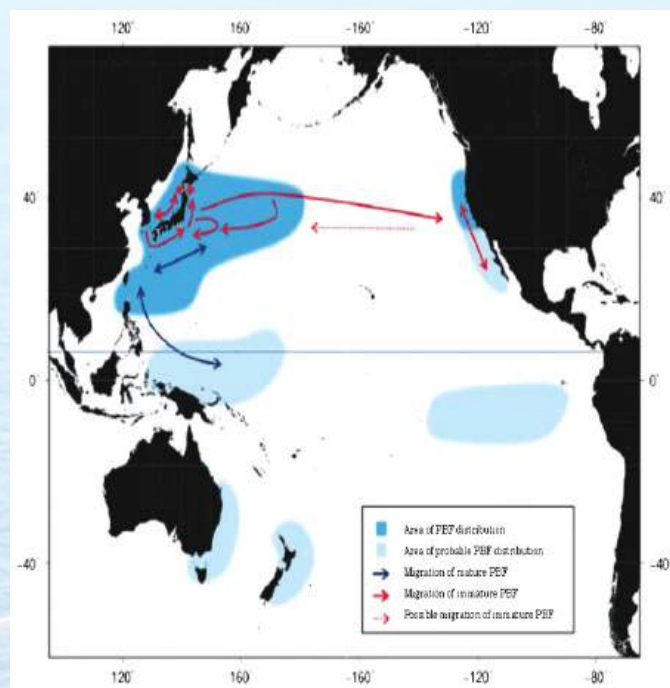 120° 160° -160° -120° -80°
40° 40°
0° 0°
-40° -40°
Area of PBF distribution
Area of probable PBF distribution
Migration of mature PBF
Migration of immature PBF
Possible migration of immature PBF
120° 160° -160° -120° -80°